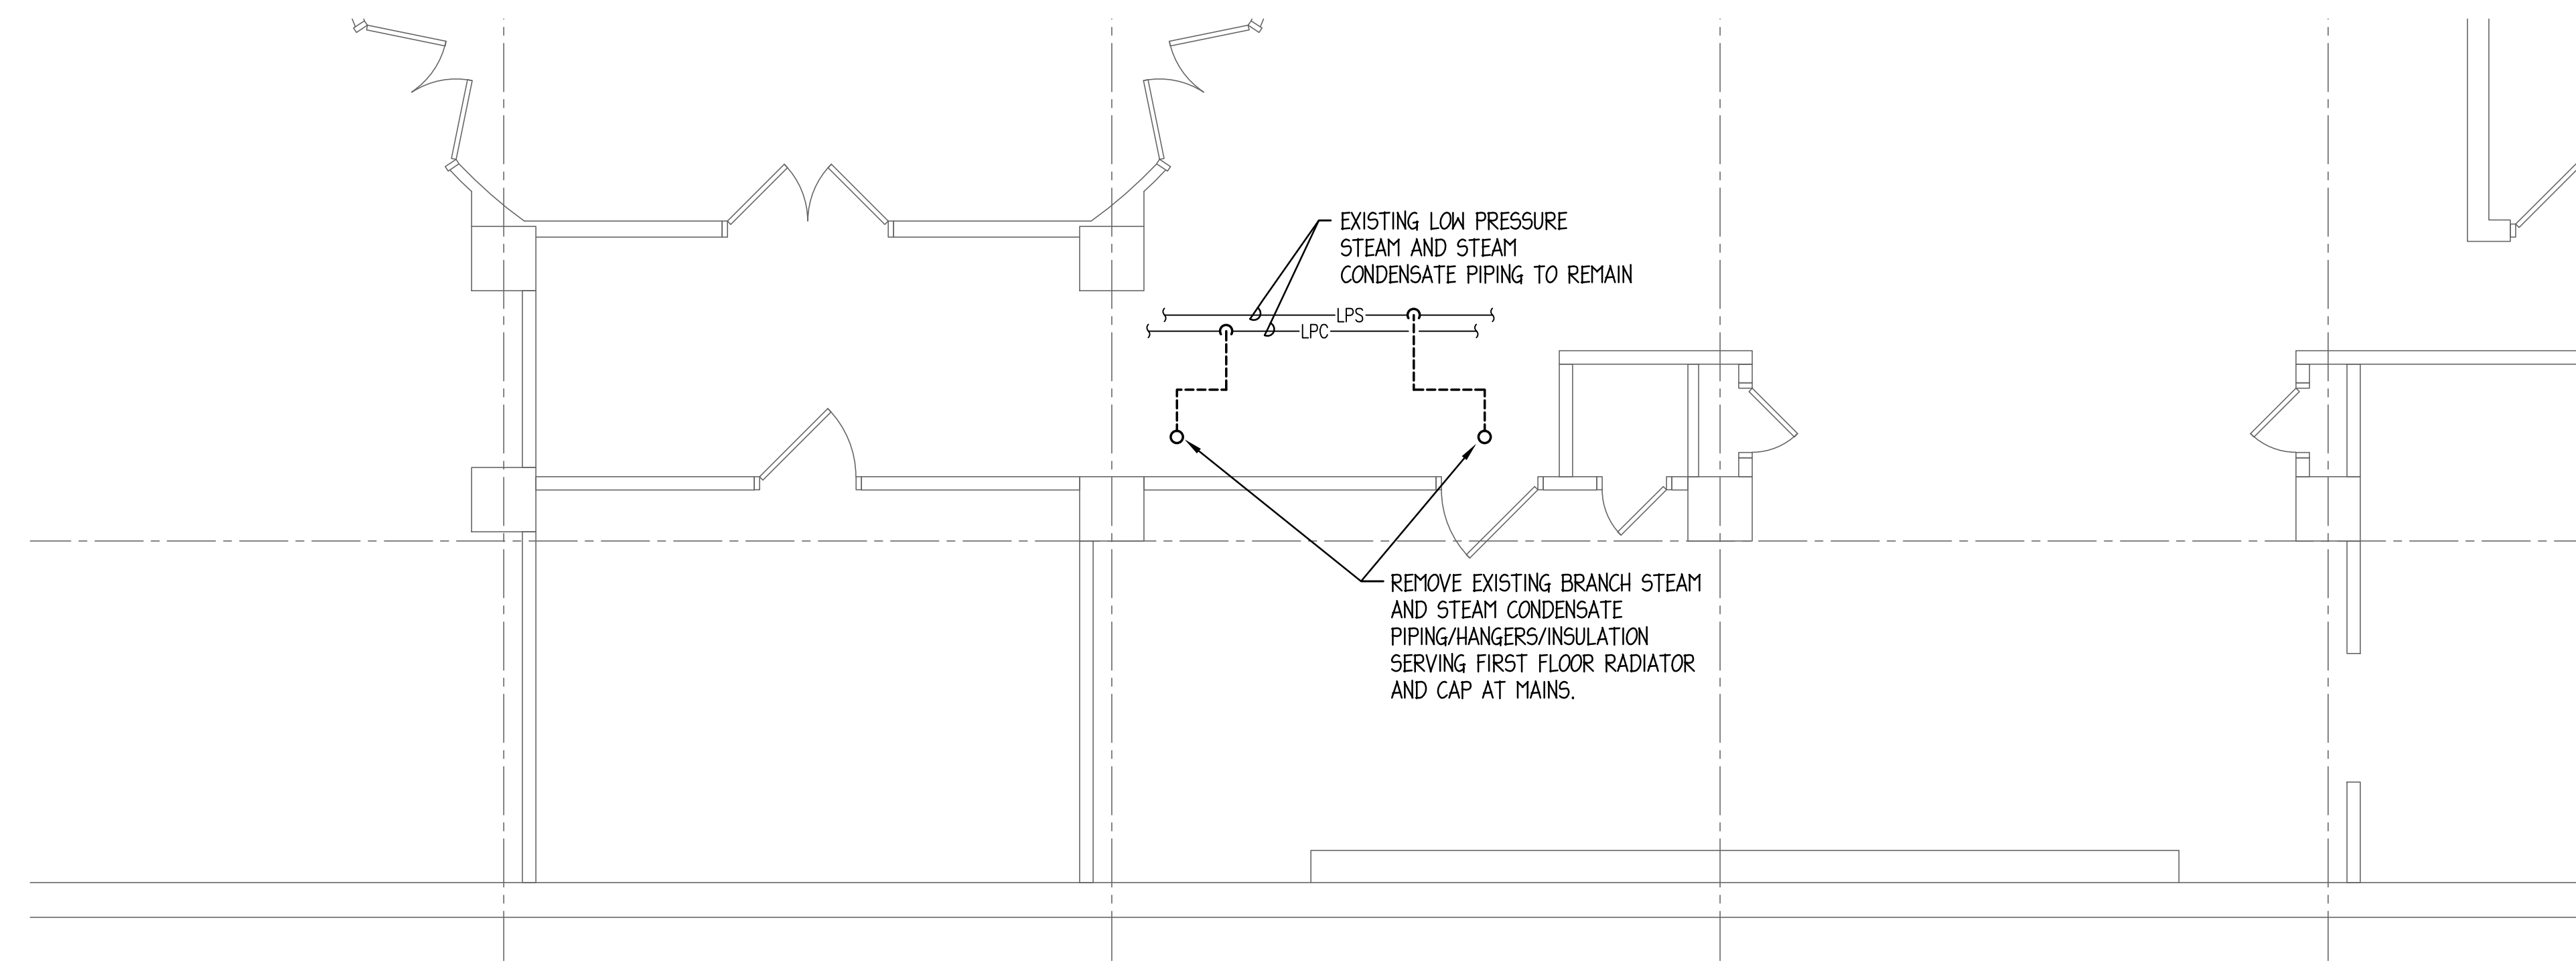 EXISTING LOW PRESSURE
STEAM AND STEAM
CONDENSATE PIPING TO REMAIN
LPS
LPC
REMOVE EXISTING BRANCH STEAM
AND STEAM CONDENSATE
PIPING/HANGERS/INSULATION
SERVING FIRST FLOOR RADIATOR
AND CAP AT MAINS.